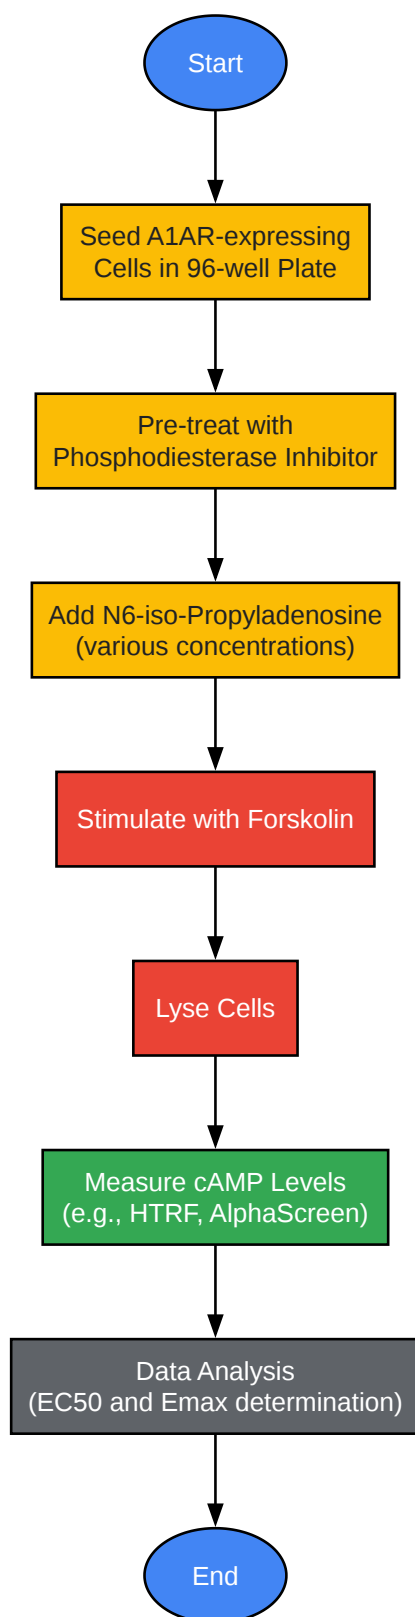 Start
Seed A1AR-expressing
Cells in 96-well Plate
Pre-treat with
Phosphodiesterase Inhibitor
Add N6-iso-Propyladenosine
(various concentrations)
Stimulate with Forskolin
Lyse Cells
Measure cAMP Levels
(e.g., HTRF, AlphaScreen)
Data Analysis
(EC50 and Emax determination)
End